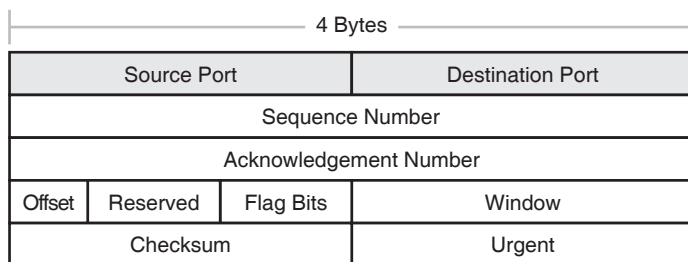 4 Bytes
Source Port Destination Port
Sequence Number
Acknowledgement Number
Offset Reserved Flag Bits Window
Checksum Urgent